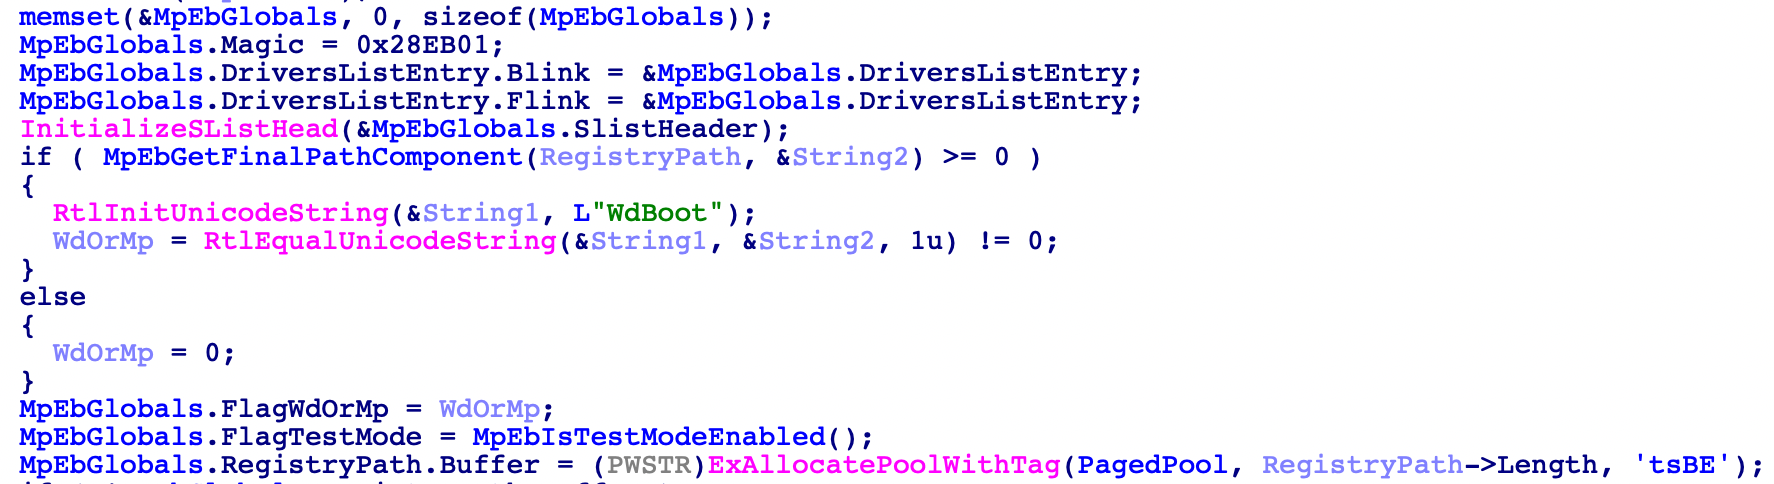 memset(&MpEbGlobals, 0, sizeof(MpEbGlobals));
MpEbGlobals.Magic = 0x28EB01;
MpEbGlobals.DriversListEntry.Blink = &MpEbGlobals.DriversListEntry;
MpEbGlobals.DriversListEntry.Flink = &MpEbGlobals.DriversListEntry;
InitializeSListHead(&MpEbGlobals.SlistHeader);
if ( MpEbGetFinalPathComponent(RegistryPath, &String2) >= 0 )
{
  RtlInitUnicodeString(&String1, L"WdBoot");
  WdOrMp = RtlEqualUnicodeString(&String1, &String2, 1u) != 0;
}
else
{
  WdOrMp = 0;
}
MpEbGlobals.FlagWdOrMp = WdOrMp;
MpEbGlobals.FlagTestMode = MpEbIsTestModeEnabled();
MpEbGlobals.RegistryPath.Buffer = (PWSTR)ExAllocatePoolWithTag(PagedPool, RegistryPath->Length, 'tsBE');